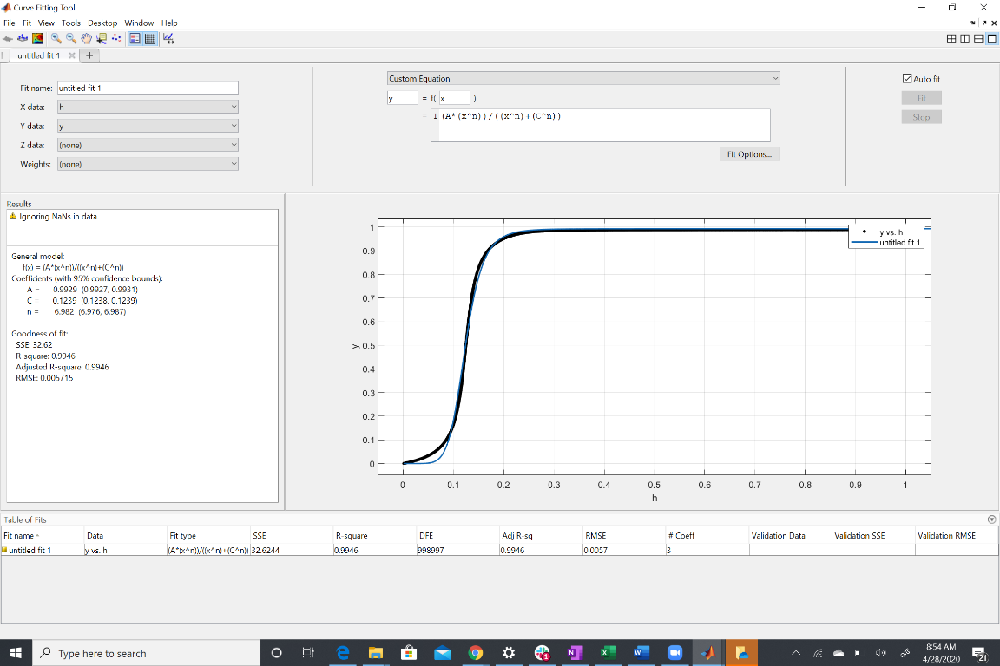 Curve Fitting Tool
File Fit View Tools Desktop Window Help
untitled fit 1
Fit name: untitled fit 1
X data: h
Y data: y
Z data: (none)
Weights: (none)
Custom Equation
y = f( x )
= 1 (A*(x^n))/((x^n)+(C^n))
Fit Options...
Auto fit
Fit
Stop
Results
Ignoring NaNs in data.
General model:
f(x) = (A*(x^n))/((x^n)+(C^n))
Coefficients (with 95% confidence bounds):
A = 0.9929 (0.9927, 0.9931)
C = 0.1239 (0.1238, 0.1239)
n = 6.982 (6.976, 6.987)
Goodness of fit:
SSE: 32.62
R-square: 0.9946
Adjusted R-square: 0.9946
RMSE: 0.005715
y vs. h
untitled fit 1
1
0.9
0.8
0.7
0.6
0.5
0.4
0.3
0.2
0.1
0
y
0 0.1 0.2 0.3 0.4 0.5 0.6 0.7 0.8 0.9 1
h
Table of Fits
Fit name Data Fit type SSE R-square DFE Adj R-sq RMSE # Coeff Validation Data Validation SSE Validation RMSE
untitled fit 1 y vs. h (A*(x^n))/((x^n)+(C^n)) 32.6244 0.9946 998997 0.9946 0.0057 3
Type here to search
8:54 AM
4/28/2020
21